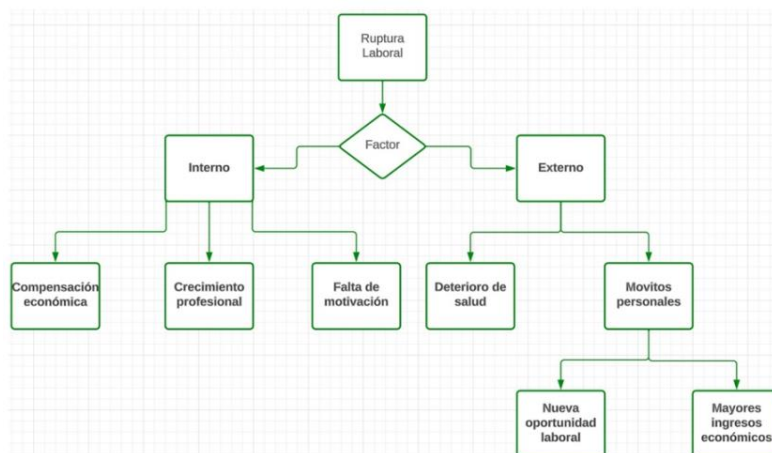 Ruptura
Laboral
Factor
Interno
Externo
Compensación
económica
Crecimiento
profesional
Falta de
motivación
Deterioro de
salud
Movitos
personales
Nueva
oportunidad
laboral
Mayores
ingresos
económicos